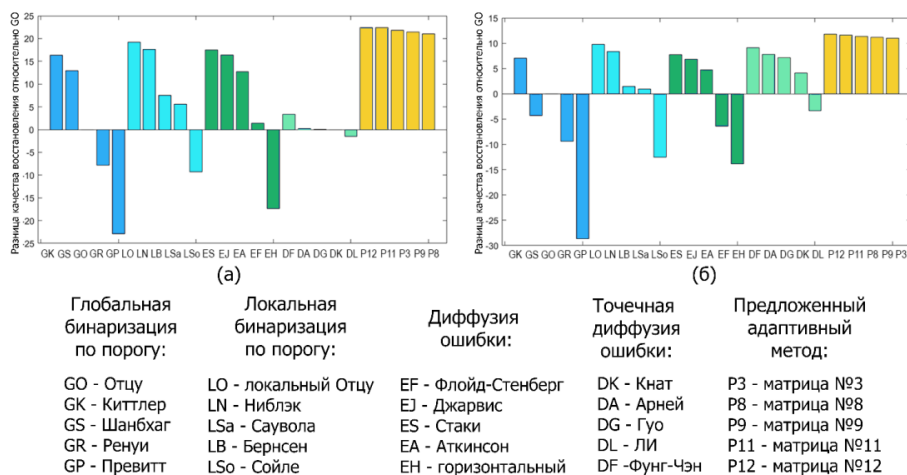 Разница качества восстановления относительно GO
25
20
15
10
5
0
-5
-10
-15
-20
-25
GK GS GO GR GP LO LN LB LSa LSo ES EJ EA EF EH DF DA DG DK DL P12 P11 P3 P9 P8
(а)
Разница качества восстановления относительно GO
15
10
5
0
-5
-10
-15
-20
-25
-30
GK GS GO GR GP LO LN LB LSa LSo ES EJ EA EF EH DF DA DG DK DL P12 P11 P8 P9 P3
(б)
Глобальная
бинаризация
по порогу:
GO - Отцу
GK - Киттлер
GS - Шанбхаг
GR - Ренуи
GP - Превитт
Локальная
бинаризация
по порогу:
LO - локальный Отцу
LN - Ниблэк
LSa - Саувола
LB - Бернсен
LSo - Сойле
Диффузия
ошибки:
EF - Флойд-Стенберг
EJ - Джарвис
ES - Стаки
EA - Аткинсон
EH - горизонтальный
Точечная
диффузия
ошибки:
DK - Кнат
DA - Арней
DG - Гуо
DL - ЛИ
DF -Фунг-Чэн
Предложенный
адаптивный
метод:
P3 - матрица №3
P8 - матрица №8
P9 - матрица №9
P11 - матрица №11
P12 - матрица №12